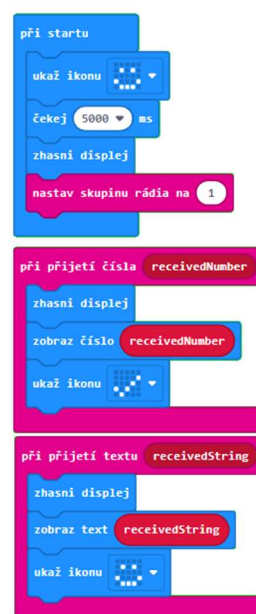 při startu
ukaž ikonu
čekej 5000 ms
zhasni displej
nastav skupinu rádia na 1
při přijetí čísla receivedNumber
zhasni displej
zobraz číslo receivedNumber
ukaž ikonu
při přijetí textu receivedString
zhasni displej
zobraz text receivedString
ukaž ikonu